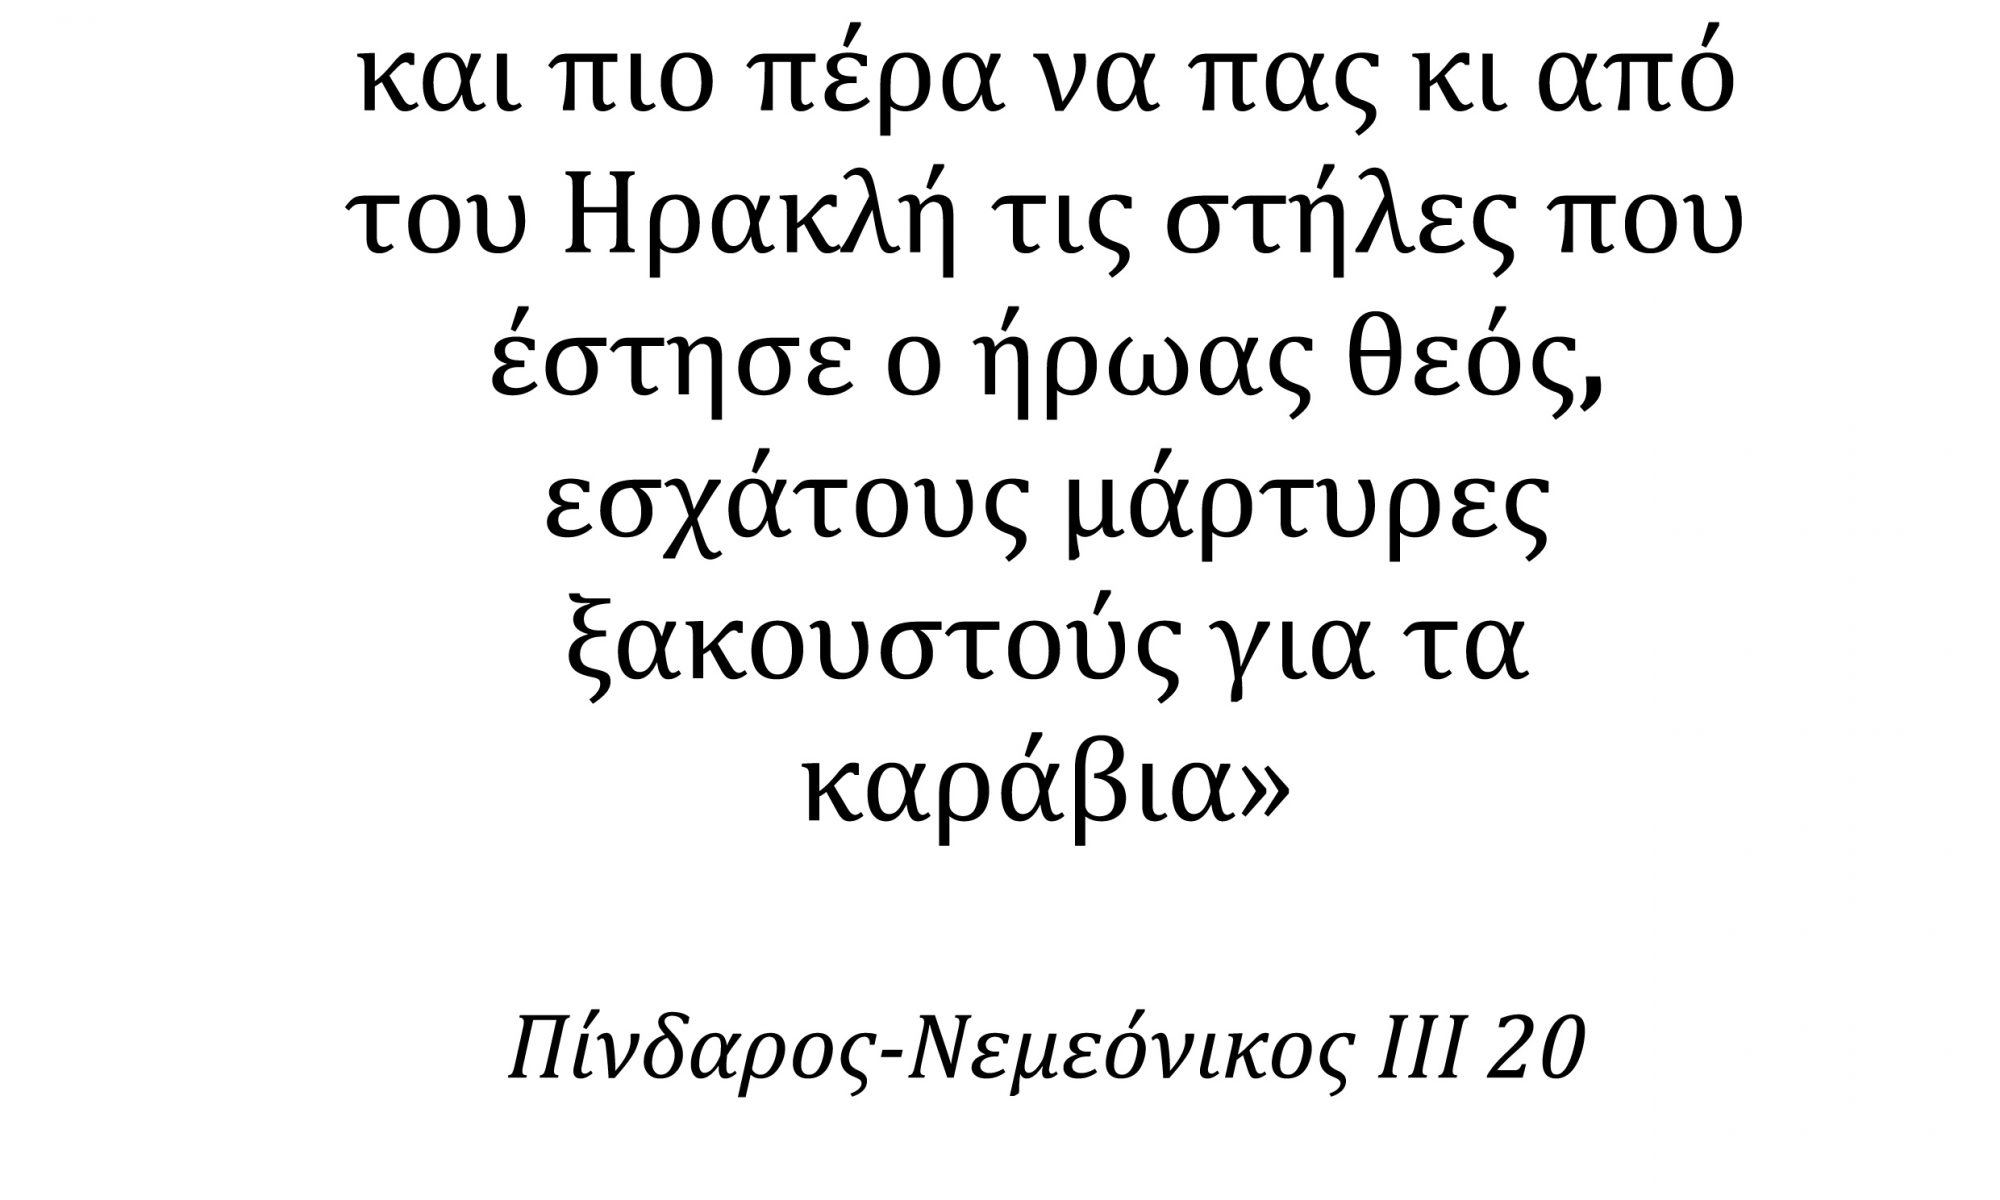 και πιο πέρα να πας κι από
του Ηρακλή τις στήλες που
έστησε ο ήρωας θεός,
εσχάτους μάρτυρες
ξακουστούς για τα
καράβια»
Πίνδαρος-Νεμεόνικος ΙΙΙ 20